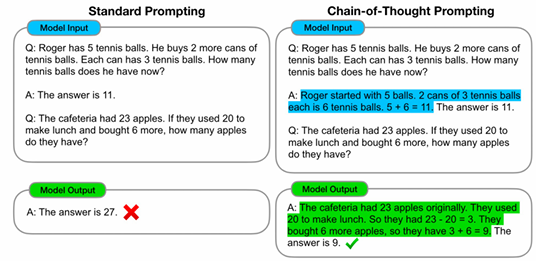 Standard Prompting
Model Input
Q: Roger has 5 tennis balls. He buys 2 more cans of
tennis balls. Each can has 3 tennis balls. How many
tennis balls does he have now?
A: The answer is 11.
Q: The cafeteria had 23 apples. If they used 20 to
make lunch and bought 6 more, how many apples
do they have?
Model Output
A: The answer is 27.
Chain-of-Thought Prompting
Model Input
Q: Roger has 5 tennis balls. He buys 2 more cans of
tennis balls. Each can has 3 tennis balls. How many
tennis balls does he have now?
A: Roger started with 5 balls. 2 cans of 3 tennis balls
each is 6 tennis balls. 5 + 6 = 11. The answer is 11.
Q: The cafeteria had 23 apples. If they used 20 to
make lunch and bought 6 more, how many apples
do they have?
Model Output
A: The cafeteria had 23 apples originally. They used
20 to make lunch. So they had 23 - 20 = 3. They
bought 6 more apples, so they have 3 + 6 = 9. The
answer is 9.